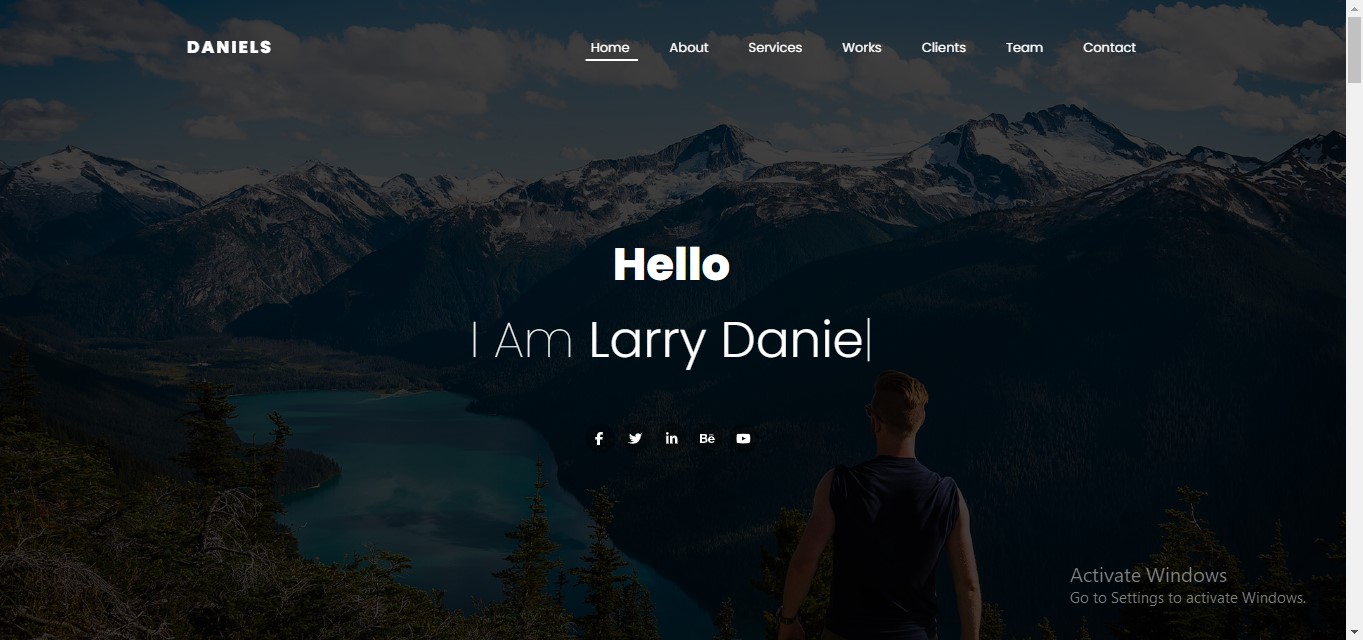 DANIELS
Home About Services Works Clients Team Contact
Hello
I Am Larry Danie|
Bē
Activate Windows
Go to Settings to activate Windows.